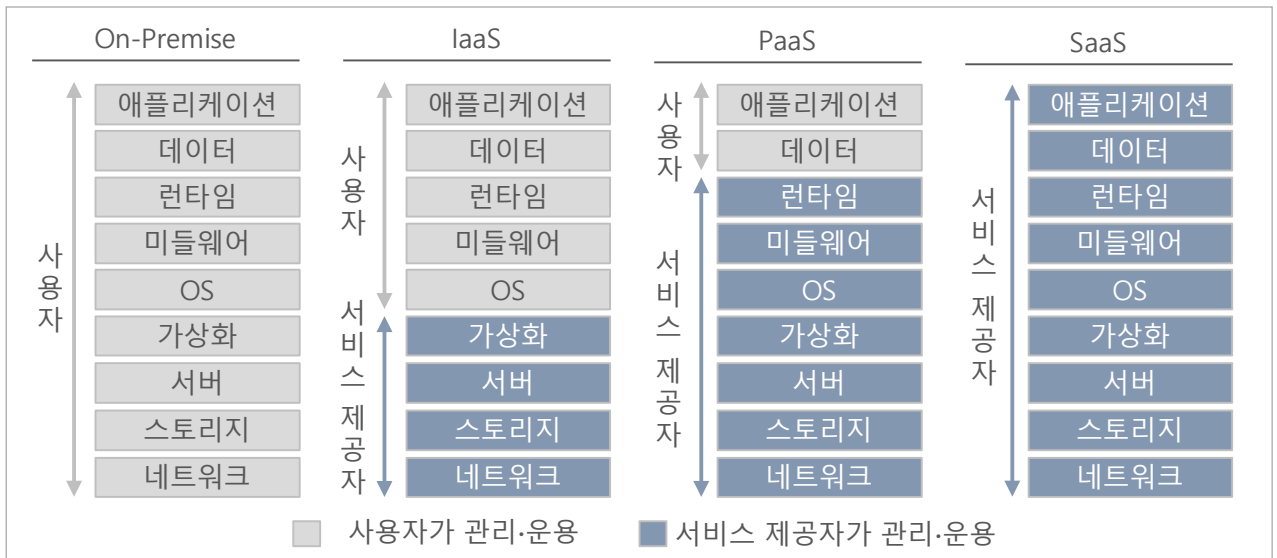 On-Premise
사용자
애플리케이션
데이터
런타임
미들웨어
OS
가상화
서버
스토리지
네트워크
IaaS
사용자
서비스 제공자
애플리케이션
데이터
런타임
미들웨어
OS
가상화
서버
스토리지
네트워크
PaaS
사용자
서비스 제공자
애플리케이션
데이터
런타임
미들웨어
OS
가상화
서버
스토리지
네트워크
SaaS
서비스 제공자
애플리케이션
데이터
런타임
미들웨어
OS
가상화
서버
스토리지
네트워크
사용자가 관리·운용
서비스 제공자가 관리·운용